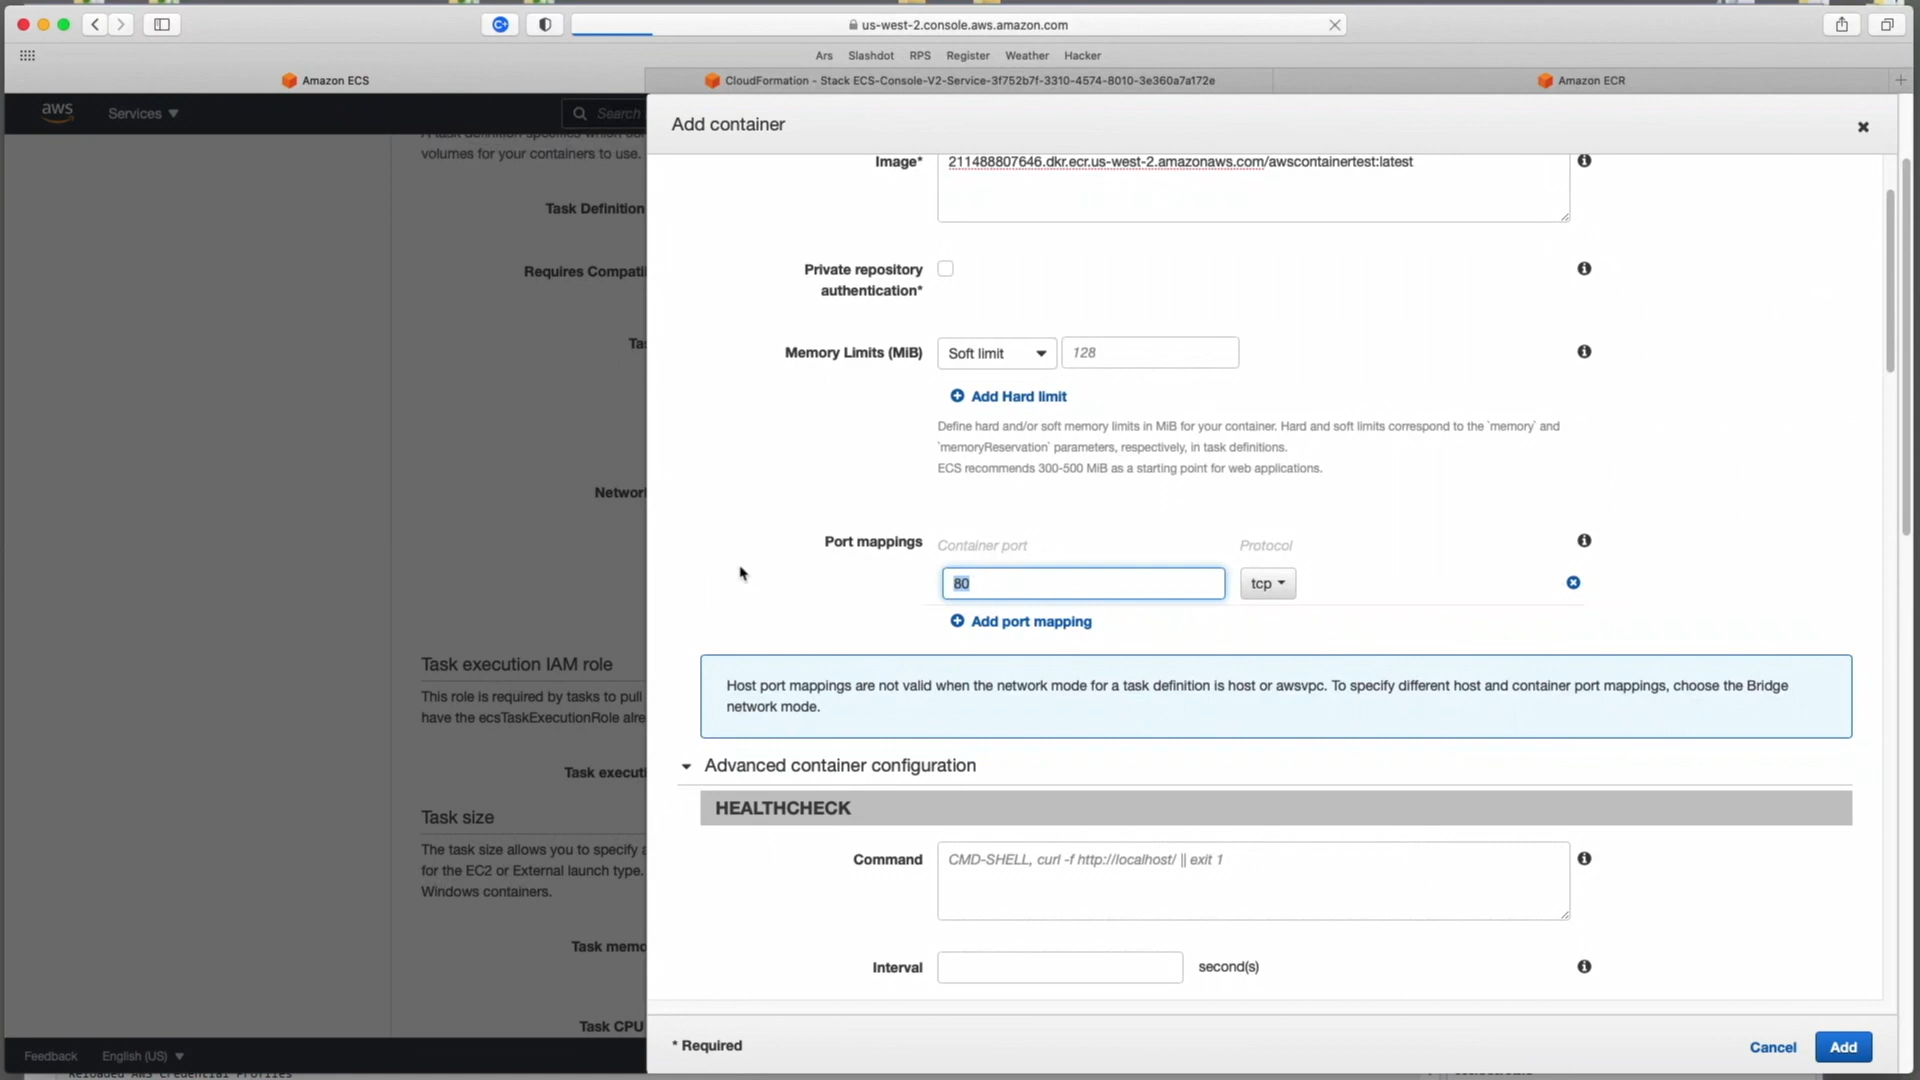 us-west-2.console.aws.amazon.com
Ars Slashdot RPS Register Weather Hacker
Amazon ECS
CloudFormation - Stack ECS-Console-V2-Service-3f752b7f-3310-4574-8010-3e360a7a172e
Amazon ECR
aws
Services
Search
volumes for your containers to use.
Task Definition
Requires Compati
Ta
Networ
Task execution IAM role
This role is required by tasks to pull
have the ecsTaskExecutionRole alre
Task executi
Task size
The task size allows you to specify a
for the EC2 or External launch type.
Windows containers.
Task memo
Task CPU
Feedback English (US)
Add container
Image* 211488807646.dkr.ecr.us-west-2.amazonaws.com/awscontainertest:latest
Private repository
authentication*
Memory Limits (MiB) Soft limit 128
Add Hard limit
Define hard and/or soft memory limits in MiB for your container. Hard and soft limits correspond to the `memory` and
`memoryReservation` parameters, respectively, in task definitions.
ECS recommends 300-500 MiB as a starting point for web applications.
Port mappings Container port Protocol
80 tcp
Add port mapping
Host port mappings are not valid when the network mode for a task definition is host or awsvpc. To specify different host and container port mappings, choose the Bridge
network mode.
Advanced container configuration
HEALTHCHECK
Command CMD-SHELL, curl -f http://localhost/ || exit 1
Interval second(s)
* Required
Cancel Add